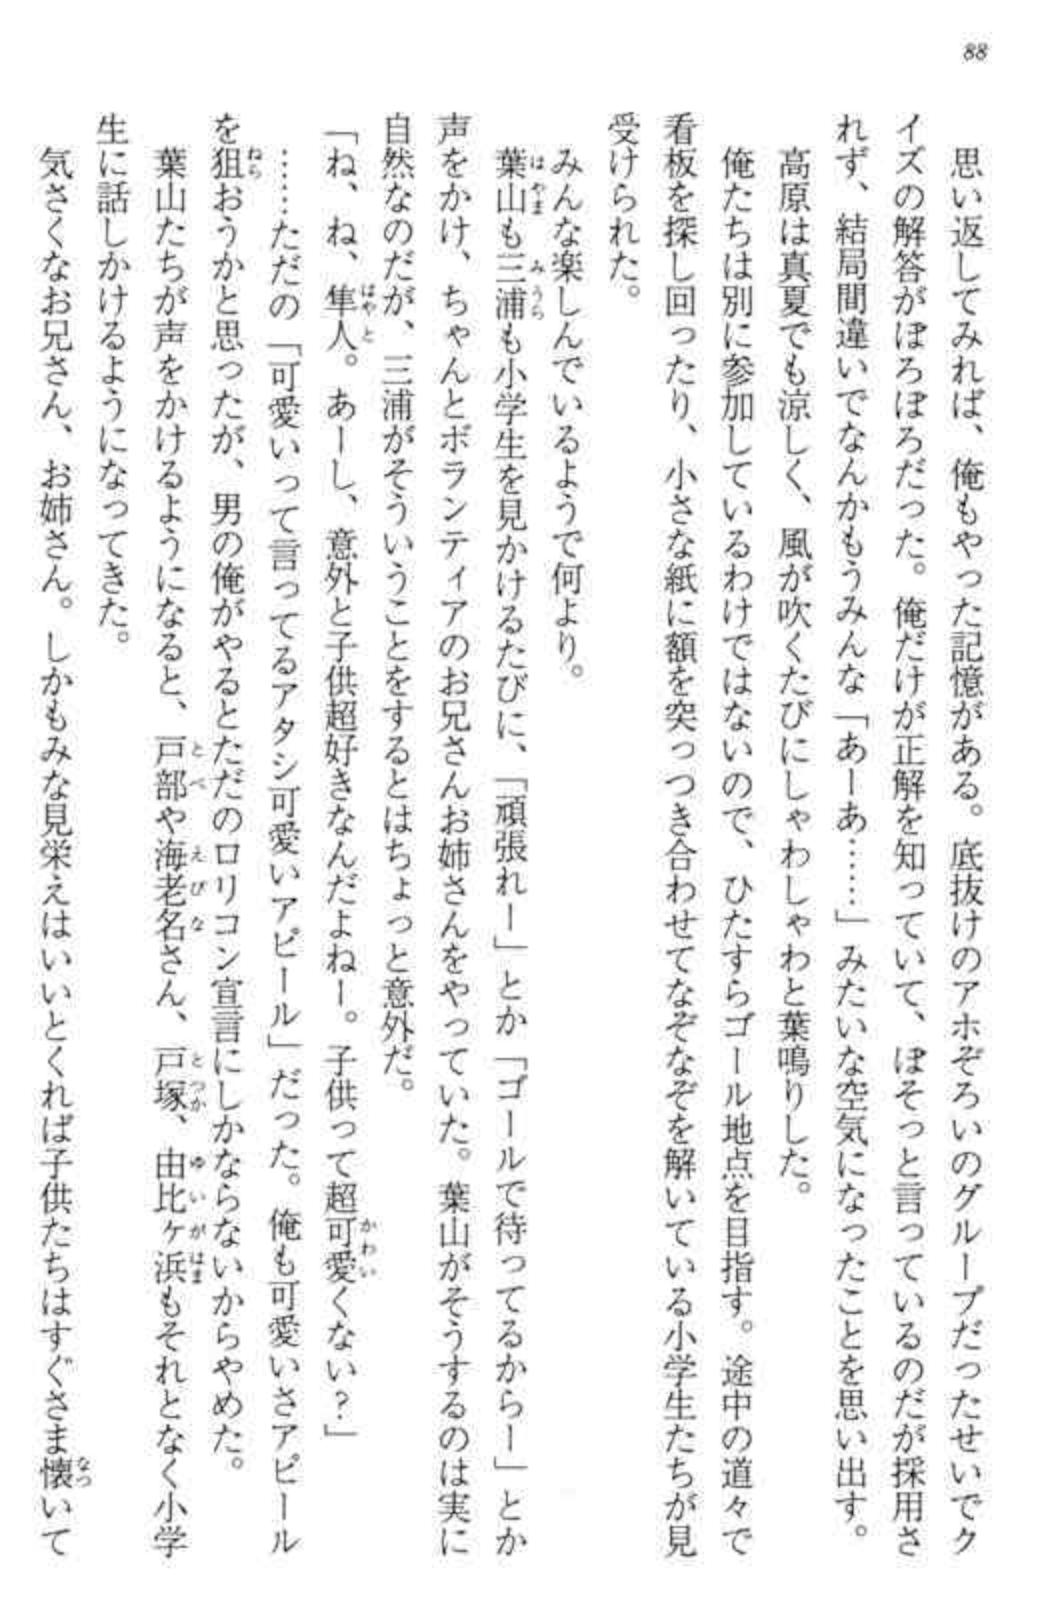 88
思い返してみれば、俺もやった記憶がある。底抜けのアホぞろいのグループだったせいでク
イズの解答がぼろぼろだった。俺だけが正解を知っていて、ぼそっと言っているのだが採用さ
れず、結局間違いでなんかもうみんな「あーあ……」みたいな空気になったことを思い出す。
高原は真夏でも涼しく、風が吹くたびにしゃわしゃわと葉鳴りした。
俺たちは別に参加しているわけではないので、ひたすらゴール地点を目指す。途中の道々で
看板を探し回ったり、小さな紙に額を突っつき合わせてなぞなぞを解いている小学生たちが見
受けられた。
みんな楽しんでいるようで何より。
葉山も三浦も小学生を見かけるたびに、「頑張れー」とか「ゴールで待ってるからー」とか
声をかけ、ちゃんとボランティアのお兄さんお姉さんをやっていた。葉山がそうするのは実に
自然なのだが、三浦がそういうことをするとはちょっと意外だ。
「ね、ね、隼人。あーし、意外と子供超好きなんだよねー。子供って超可愛くない?」
……ただの「可愛いって言ってるアタシ可愛いアピール」だった。俺も可愛いさアピール
を狙おうかと思ったが、男の俺がやるとただのロリコン宣言にしかならないからやめた。
葉山たちが声をかけるようになると、戸部や海老名さん、戸塚、由比ヶ浜もそれとなく小学
生に話しかけるようになってきた。
気さくなお兄さん、お姉さん。しかもみな見栄えはいいとくれば子供たちはすぐさま懐いて